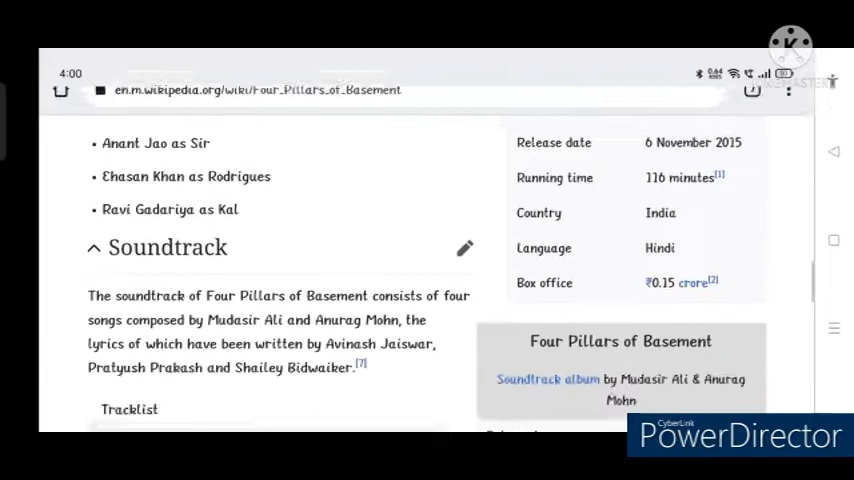 4:00
0.64
en.m.wikipedia.org/wiki/Four_Pillars_of_Basement
• Anant Jao as Sir
• Ehasan Khan as Rodrigues
• Ravi Gadariya as Kal
Soundtrack
The soundtrack of Four Pillars of Basement consists of four
songs composed by Mudasir Ali and Anurag Mohn, the
lyrics of which have been written by Avinash Jaiswar,
Pratyush Prakash and Shailey Bidwaiker.[7]
Tracklist
Release date 6 November 2015
Running time 116 minutes[1]
Country India
Language Hindi
Box office ₹0.15 crore[2]
Four Pillars of Basement
Soundtrack album by Mudasir Ali & Anurag
Mohn
K
KINEMASTER
CyberLink
PowerDirector